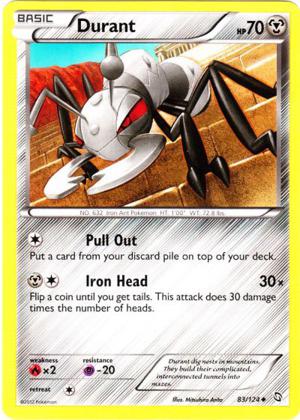 BASIC
Durant
HP70
NO. 632 Iron Ant Pokémon HT: 1'00" WT: 72.8 lbs.
Pull Out
Put a card from your discard pile on top of your deck.
Iron Head 30×
Flip a coin until you get tails. This attack does 30 damage
times the number of heads.
weakness resistance retreat
×2 -20
Durant dig nests in mountains.
They build their complicated,
interconnected tunnels into
mazes.
©2012 Pokémon
Illus. Mitsuhiro Arita
83/124